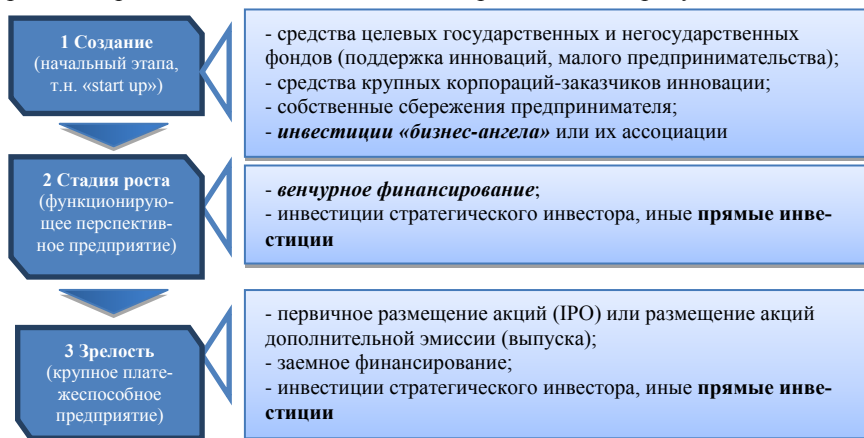 1 Создание
(начальный этапа,
т.н. «start up»)
- средства целевых государственных и негосударственных
фондов (поддержка инноваций, малого предпринимательства);
- средства крупных корпораций-заказчиков инновации;
- собственные сбережения предпринимателя;
- инвестиции «бизнес-ангела» или их ассоциации
2 Стадия роста
(функционирую-
щее перспектив-
ное предприятие)
- венчурное финансирование;
- инвестиции стратегического инвестора, иные прямые инве-
стиции
3 Зрелость
(крупное плате-
жеспособное
предприятие)
- первичное размещение акций (IPO) или размещение акций
дополнительной эмиссии (выпуска);
- заемное финансирование;
- инвестиции стратегического инвестора, иные прямые инве-
стиции